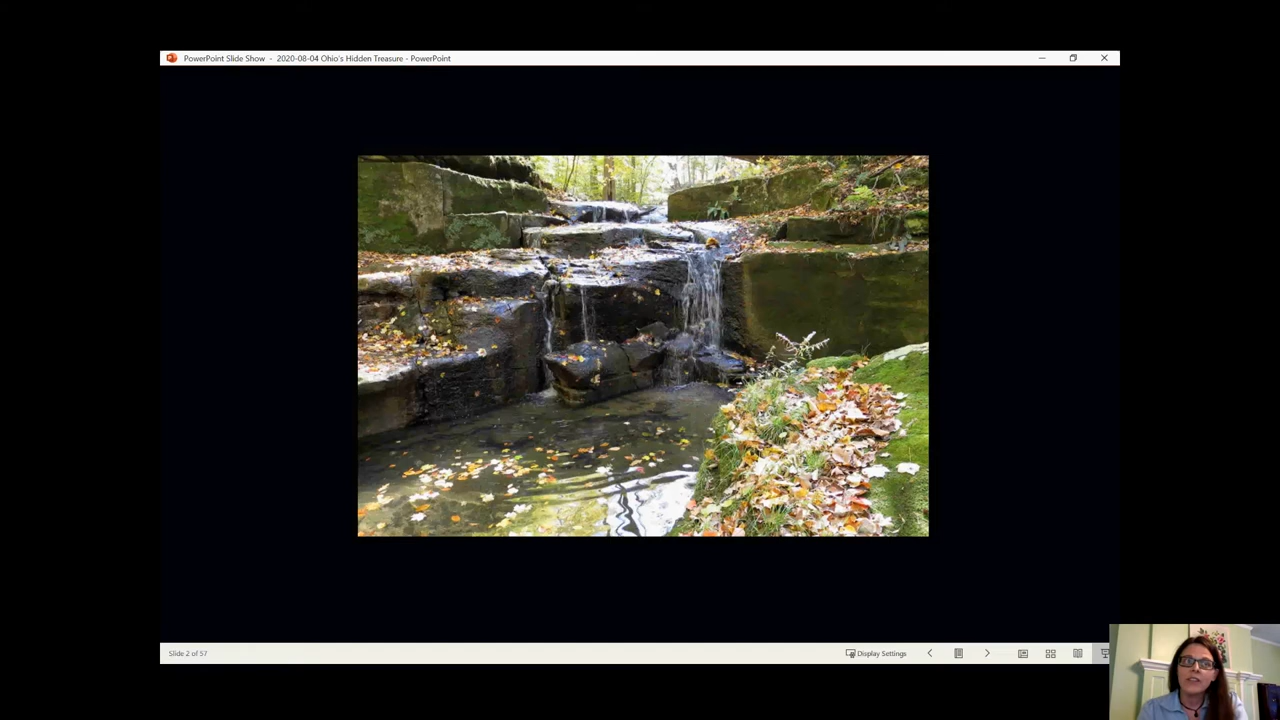 PowerPoint Slide Show - 2020-08-04 Ohio's Hidden Treasure - PowerPoint
Slide 2 of 57
Display Settings